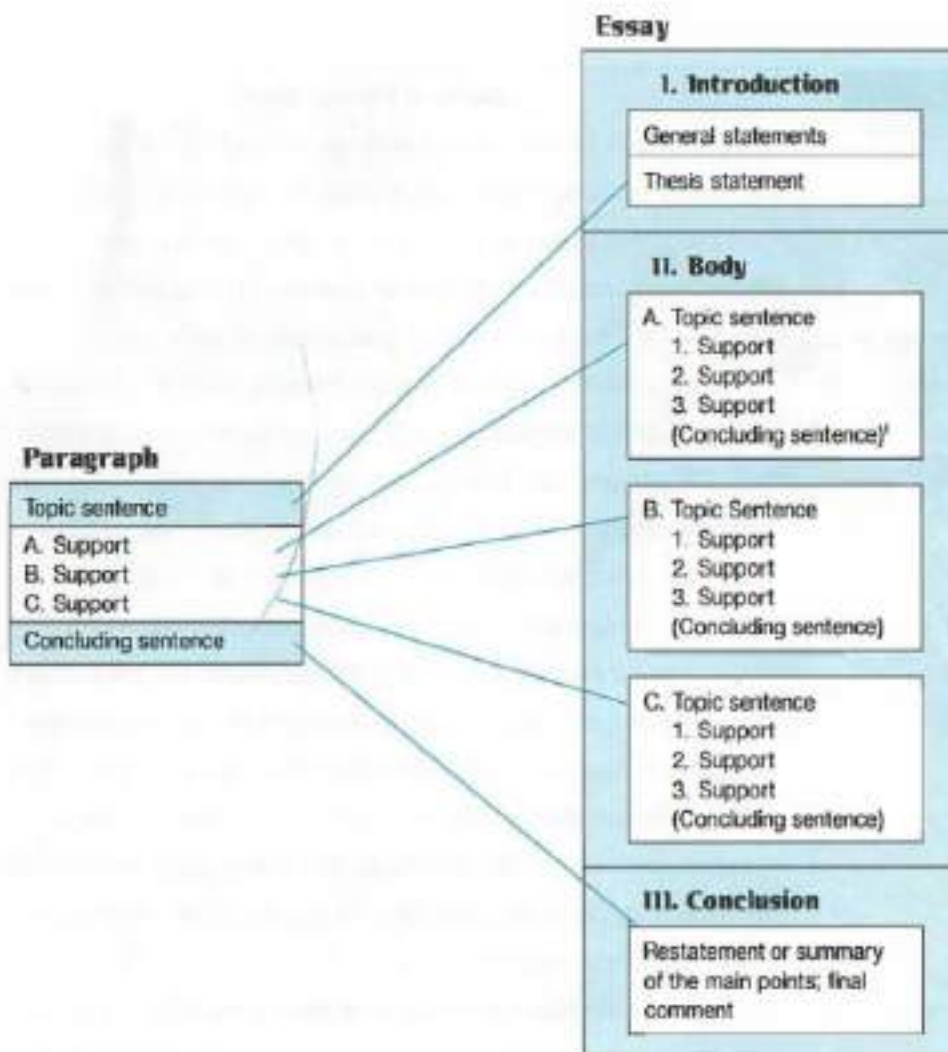 Essay
I. Introduction
General statements
Thesis statement
II. Body
A. Topic sentence
1. Support
2. Support
3. Support
(Concluding sentence)
Paragraph
Topic sentence
A. Support
B. Support
C. Support
Concluding sentence
B. Topic Sentence
1. Support
2. Support
3. Support
(Concluding sentence)
C. Topic sentence
1. Support
2. Support
3. Support
(Concluding sentence)
III. Conclusion
Restatement or summary
of the main points; final
comment